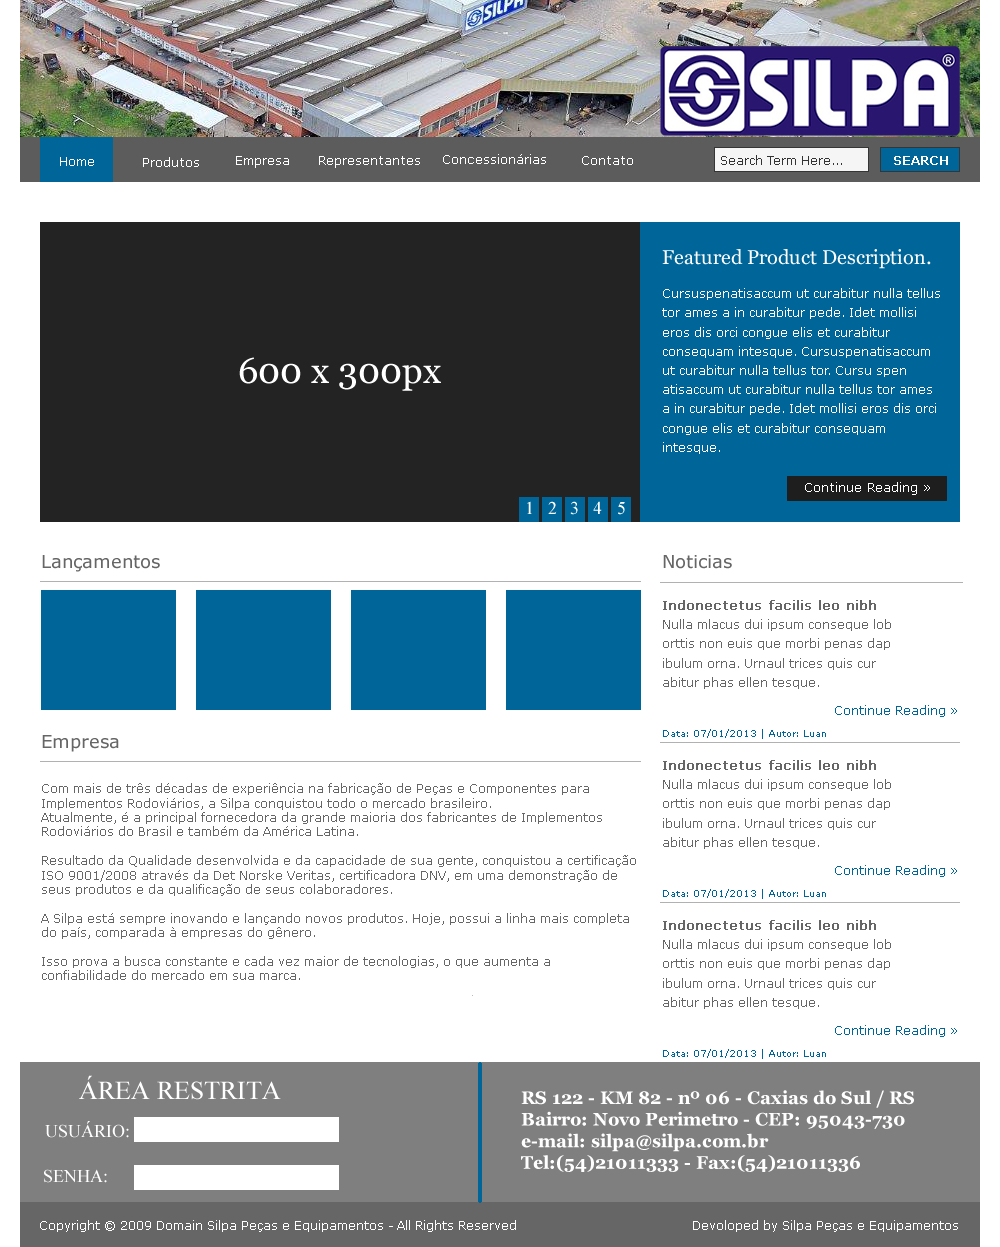 SILPA
SILPA®
Home Produtos Empresa Representantes Concessionárias Contato Search Term Here... SEARCH
600 x 300px
1 2 3 4 5
Featured Product Description.
Cursuspenatisaccum ut curabitur nulla tellus
tor ames a in curabitur pede. Idet mollisi
eros dis orci congue elis et curabitur
consequam intesque. Cursuspenatisaccum
ut curabitur nulla tellus tor. Cursu spen
atisaccum ut curabitur nulla tellus tor ames
a in curabitur pede. Idet mollisi eros dis orci
congue elis et curabitur consequam
intesque.
Continue Reading »
Lançamentos
Empresa
Com mais de três décadas de experiência na fabricação de Peças e Componentes para
Implementos Rodoviários, a Silpa conquistou todo o mercado brasileiro.
Atualmente, é a principal fornecedora da grande maioria dos fabricantes de Implementos
Rodoviários do Brasil e também da América Latina.
Resultado da Qualidade desenvolvida e da capacidade de sua gente, conquistou a certificação
ISO 9001/2008 através da Det Norske Veritas, certificadora DNV, em uma demonstração de
seus produtos e da qualificação de seus colaboradores.
A Silpa está sempre inovando e lançando novos produtos. Hoje, possui a linha mais completa
do país, comparada à empresas do gênero.
Isso prova a busca constante e cada vez maior de tecnologias, o que aumenta a
confiabilidade do mercado em sua marca.
Noticias
Indonectetus facilis leo nibh
Nulla mlacus dui ipsum conseque lob
orttis non euis que morbi penas dap
ibulum orna. Urnaul trices quis cur
abitur phas ellen tesque.
Continue Reading »
Data: 07/01/2013 | Autor: Luan
Indonectetus facilis leo nibh
Nulla mlacus dui ipsum conseque lob
orttis non euis que morbi penas dap
ibulum orna. Urnaul trices quis cur
abitur phas ellen tesque.
Continue Reading »
Data: 07/01/2013 | Autor: Luan
Indonectetus facilis leo nibh
Nulla mlacus dui ipsum conseque lob
orttis non euis que morbi penas dap
ibulum orna. Urnaul trices quis cur
abitur phas ellen tesque.
Continue Reading »
Data: 07/01/2013 | Autor: Luan
ÁREA RESTRITA
USUÁRIO:
SENHA:
RS 122 - KM 82 - nº 06 - Caxias do Sul / RS
Bairro: Novo Perimetro - CEP: 95043-730
e-mail: silpa@silpa.com.br
Tel:(54)21011333 - Fax:(54)21011336
Copyright © 2009 Domain Silpa Peças e Equipamentos - All Rights Reserved
Devoloped by Silpa Peças e Equipamentos